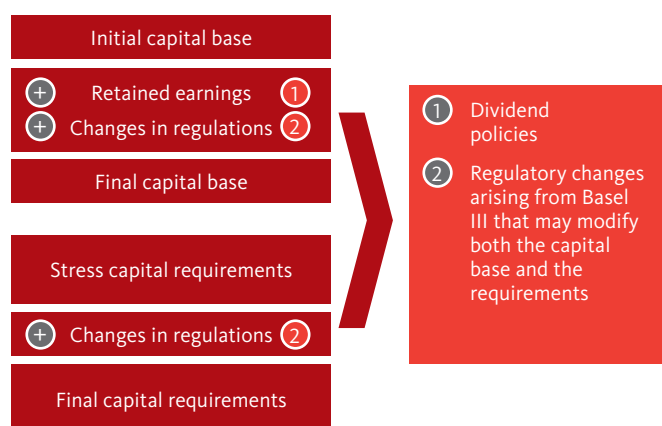 Initial capital base
+ Retained earnings 1
+ Changes in regulations 2
Final capital base
Stress capital requirements
+ Changes in regulations 2
Final capital requirements
1 Dividend
policies
2 Regulatory changes
arising from Basel
III that may modify
both the capital
base and the
requirements